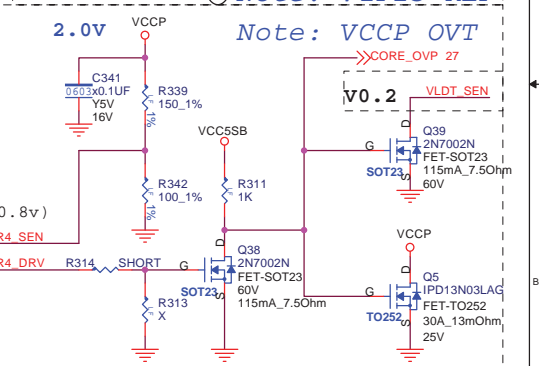 VCCP
2.0V
Note: VCCP OVT
CORE_OVP 27
C341
0603
x0.1UF
Y5V
16V
R339
150_1%
1%
V0.2
VLDT_SEN
VCC5SB
D
Q39
2N7002N
G
FET-SOT23
SOT23
115mA_7.5Ohm
S
60V
R342
100_1%
1%
R311
1K
0.8v)
R4_SEN
VCCP
R4_DRV
R314
SHORT
D
Q38
2N7002N
G
FET-SOT23
SOT23
60V
S
115mA_7.5Ohm
D
Q5
IPD13N03LAG
G
FET-TO252
TO252
30A_13mOhm
S
25V
R313
X
B